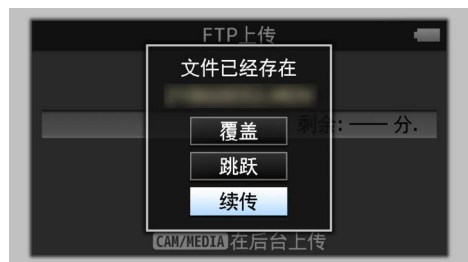 FTP上传
文件已经存在
覆盖
剩余: —— 分.
跳跃
续传
CAM/MEDIA 在后台上传